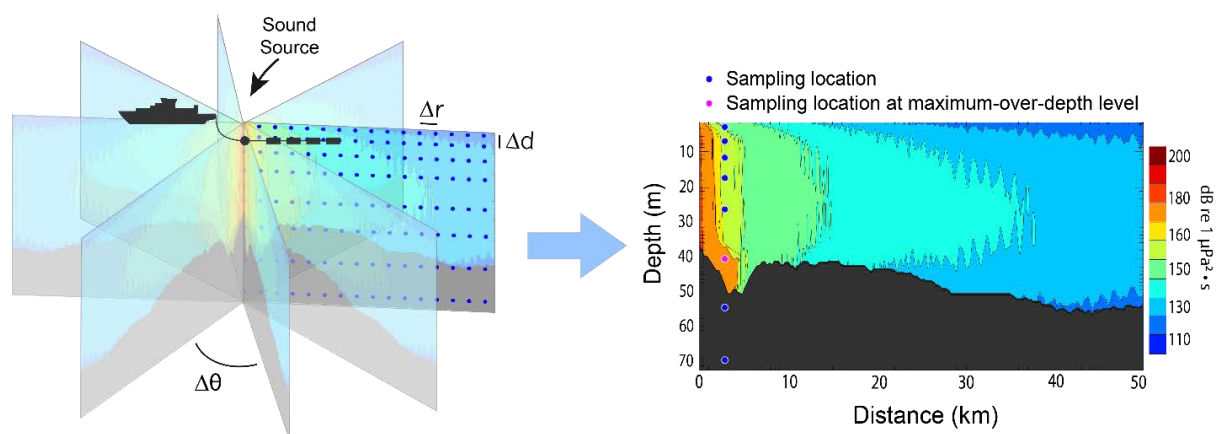 Sound
Source
Δr
Δd
Δθ
Sampling location
Sampling location at maximum-over-depth level
Depth (m)
10
20
30
40
50
60
70
0
10
20
30
40
50
Distance (km)
200
180
160
150
130
110
dB re 1 μPa²•s